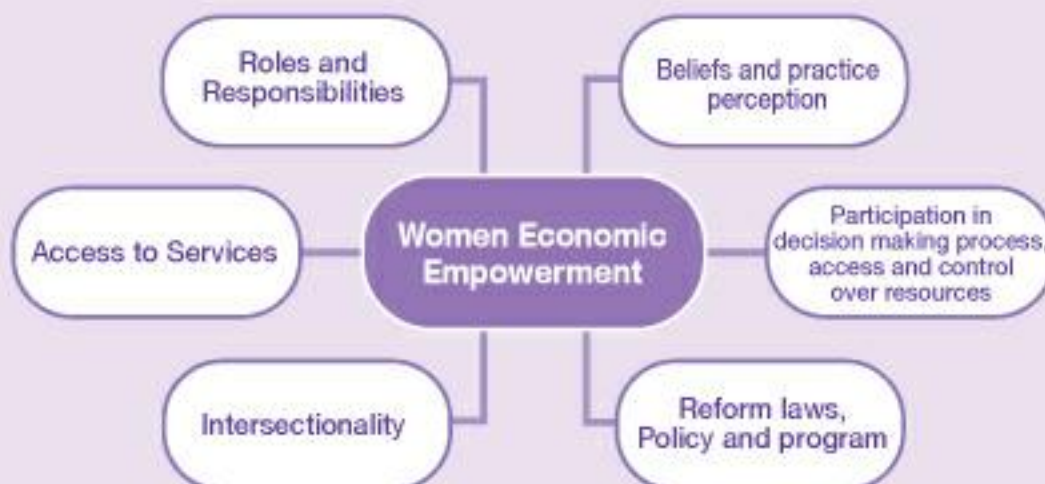 Roles and
Responsibilities
Beliefs and practice
perception
Access to Services
Women Economic
Empowerment
Participation in
decision making process,
access and control
over resources
Intersectionality
Reform laws,
Policy and program